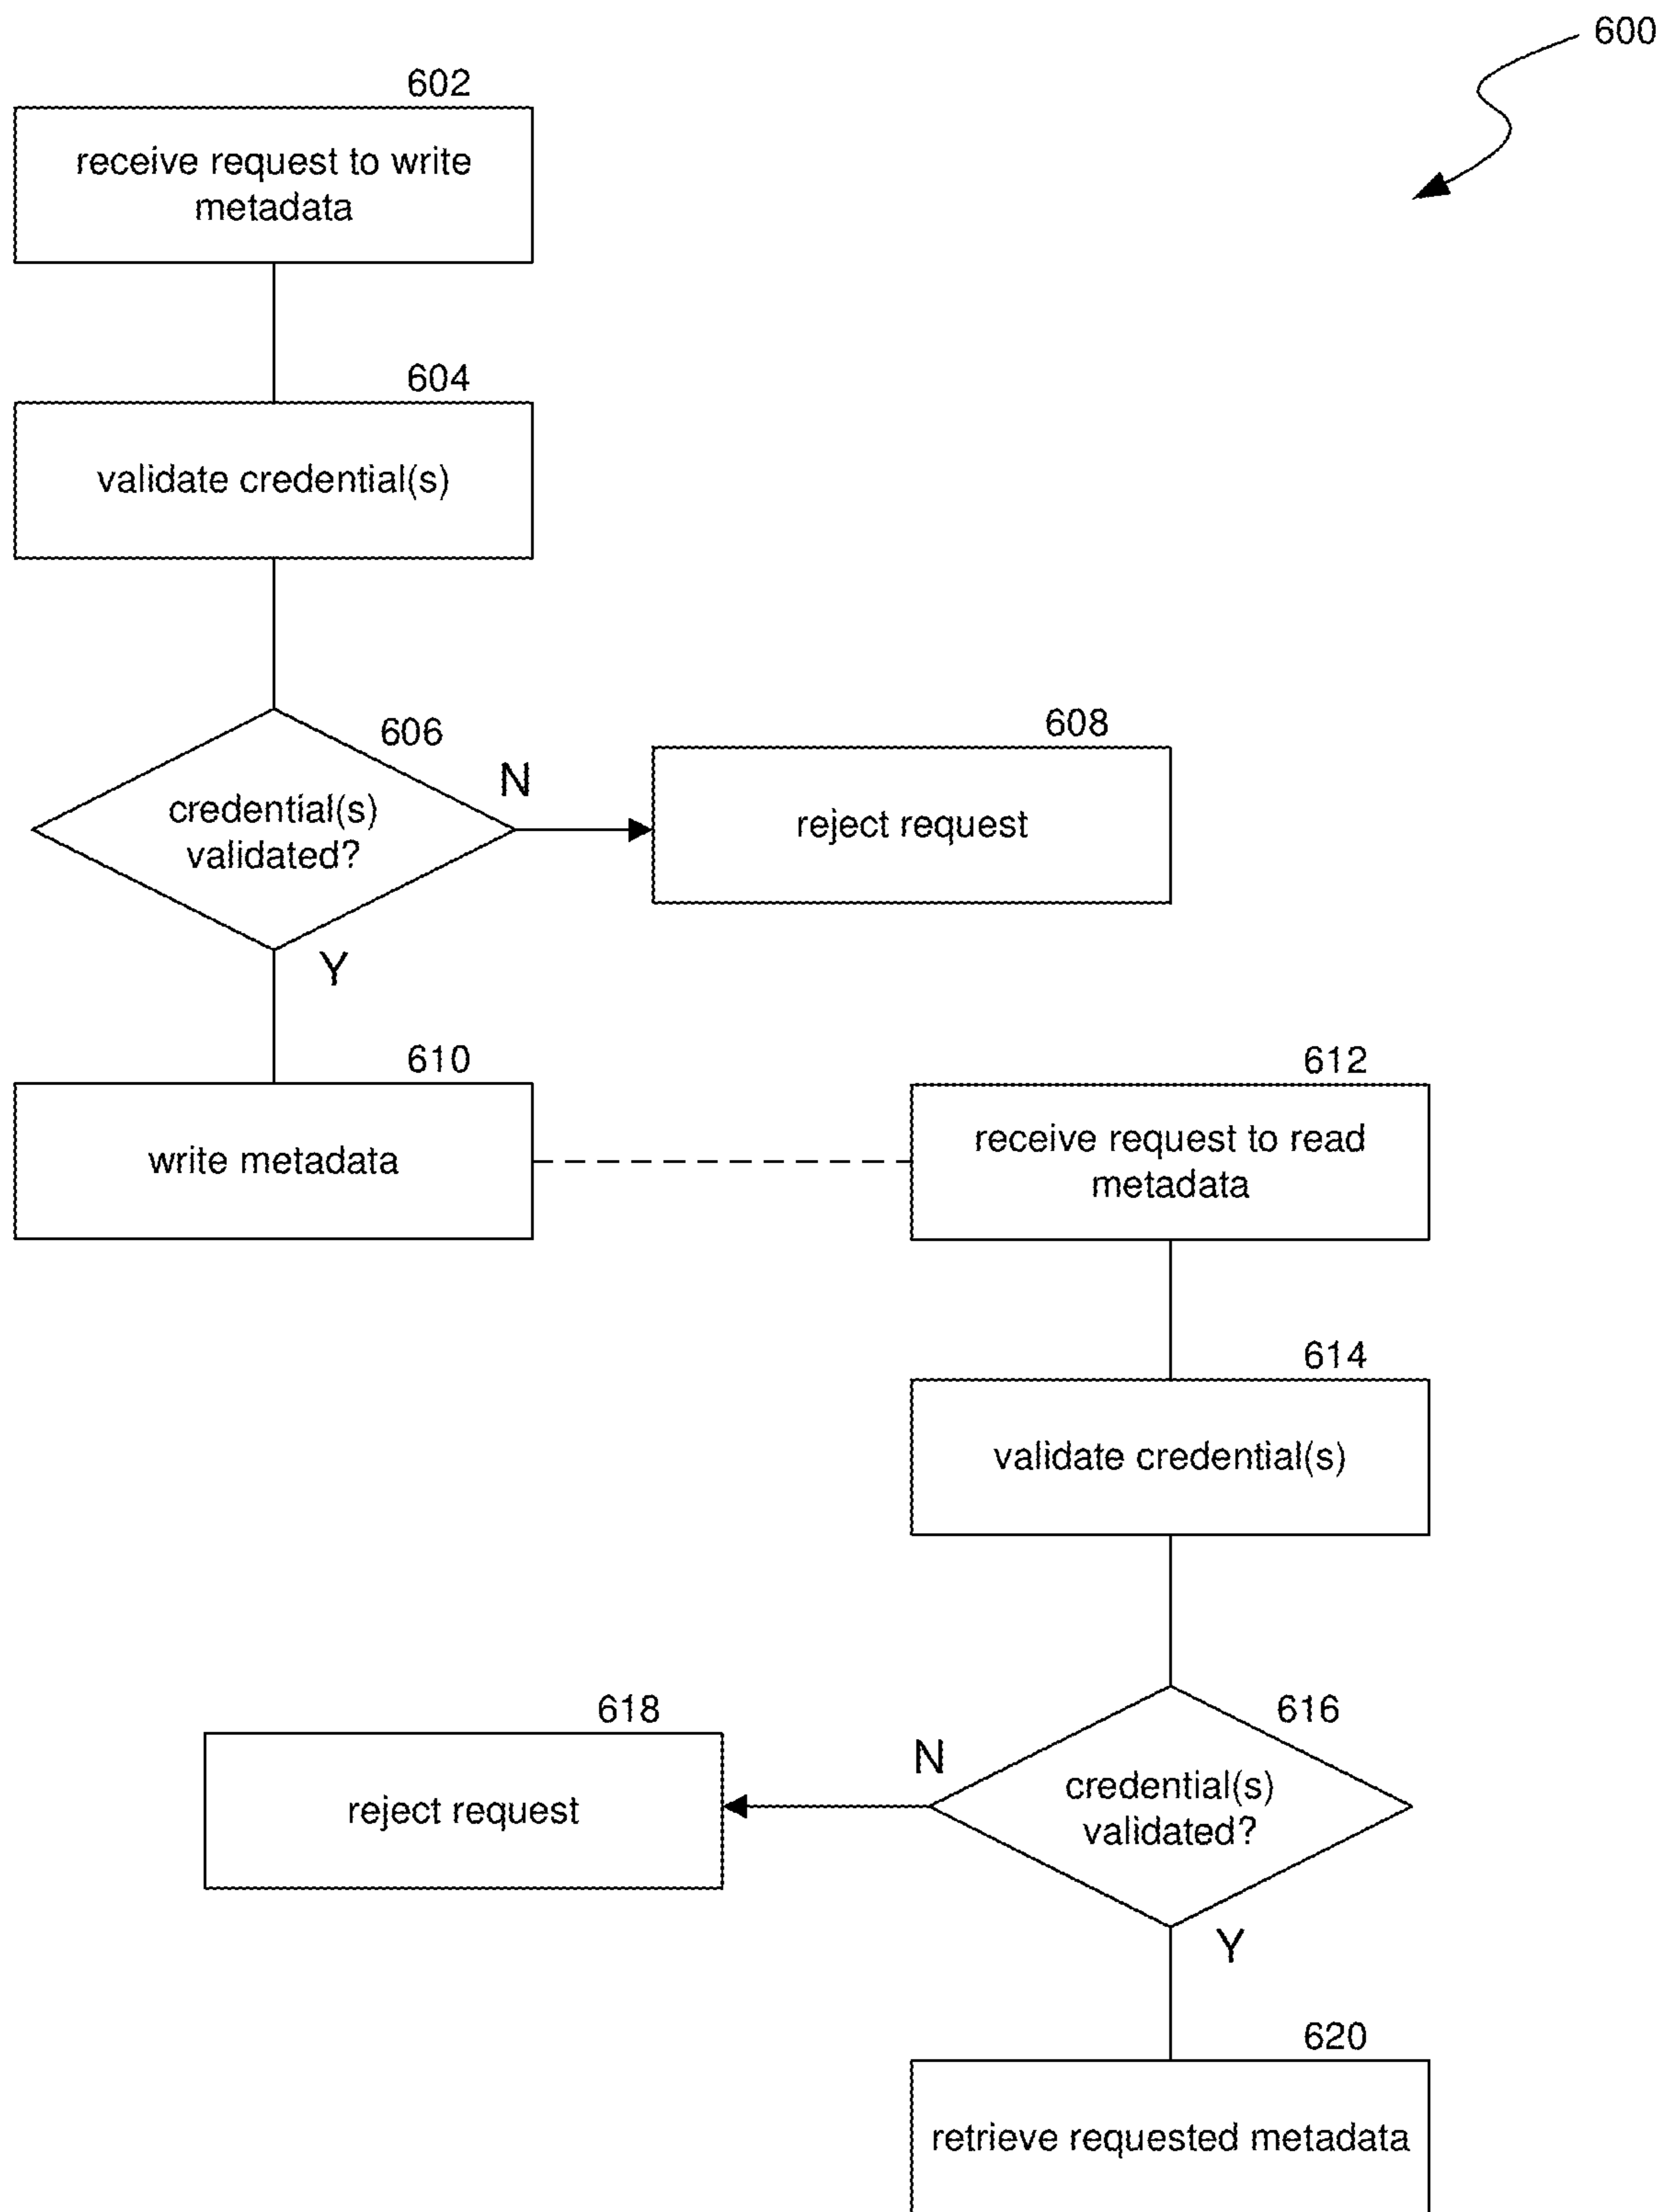 600
602
receive request to write
metadata
604
validate credential(s)
606
credential(s)
validated?
N
608
reject request
Y
610
write metadata
612
receive request to read
metadata
614
validate credential(s)
616
credential(s)
validated?
N
618
reject request
Y
620
retrieve requested metadata